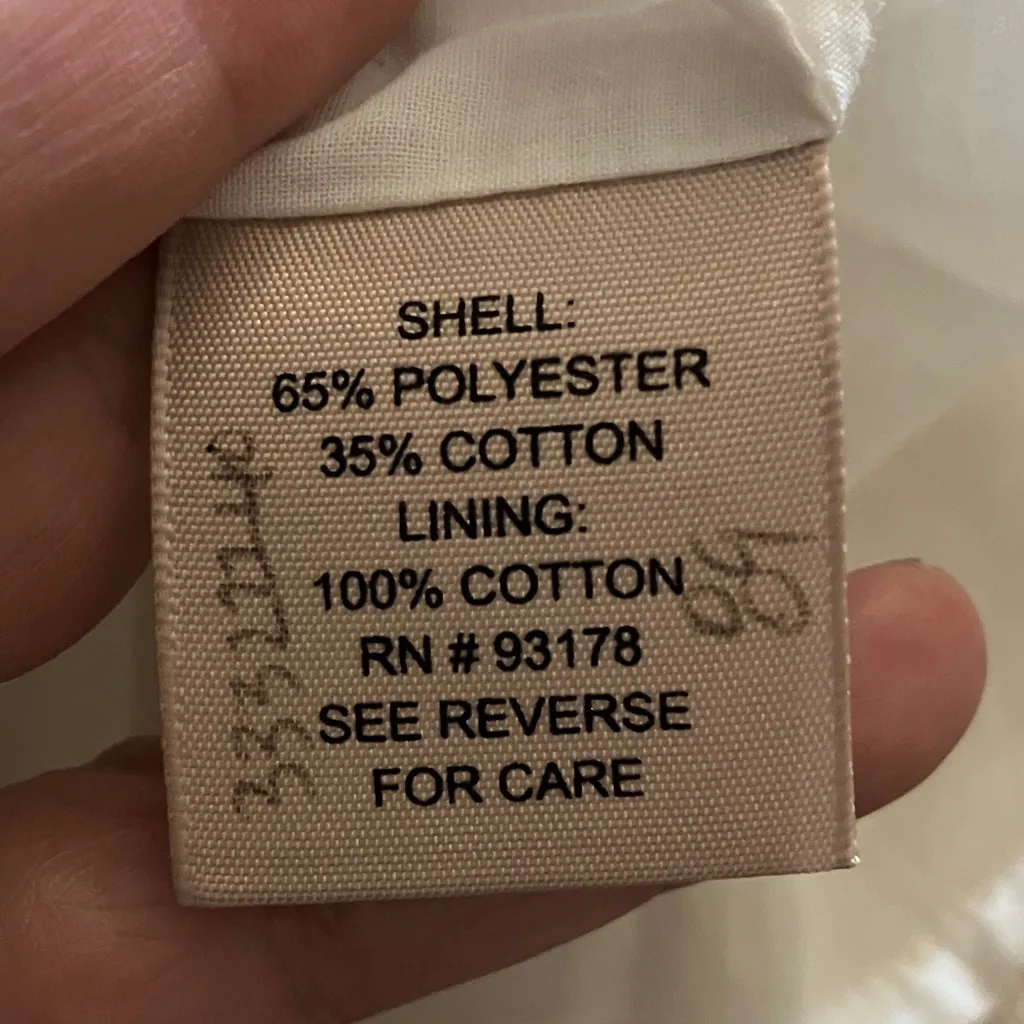 SHELL:
65% POLYESTER
35% COTTON
LINING:
100% COTTON
RN # 93178
SEE REVERSE
FOR CARE